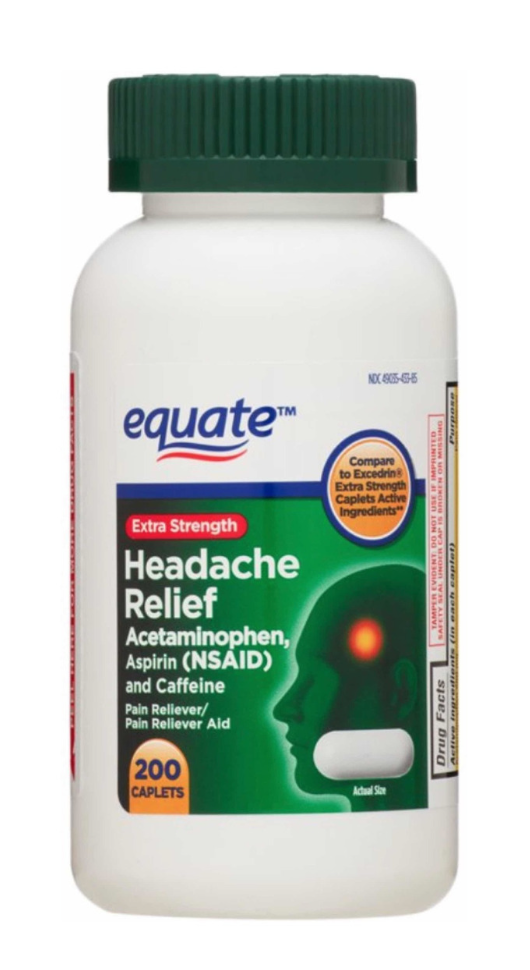 NDC 49035-433-85
equate™
Compare
to Excedrin®
Extra Strength
Caplets Active
Ingredients**
Extra Strength
Headache
Relief
Acetaminophen,
Aspirin (NSAID)
and Caffeine
Pain Reliever/
Pain Reliever Aid
200
CAPLETS
Actual Size
TAMPER EVIDENT: DO NOT USE IF IMPRINTED
SAFETY SEAL UNDER CAP IS BROKEN OR MISSING
Drug Facts
Active ingredients (in each caplet)
Purpose